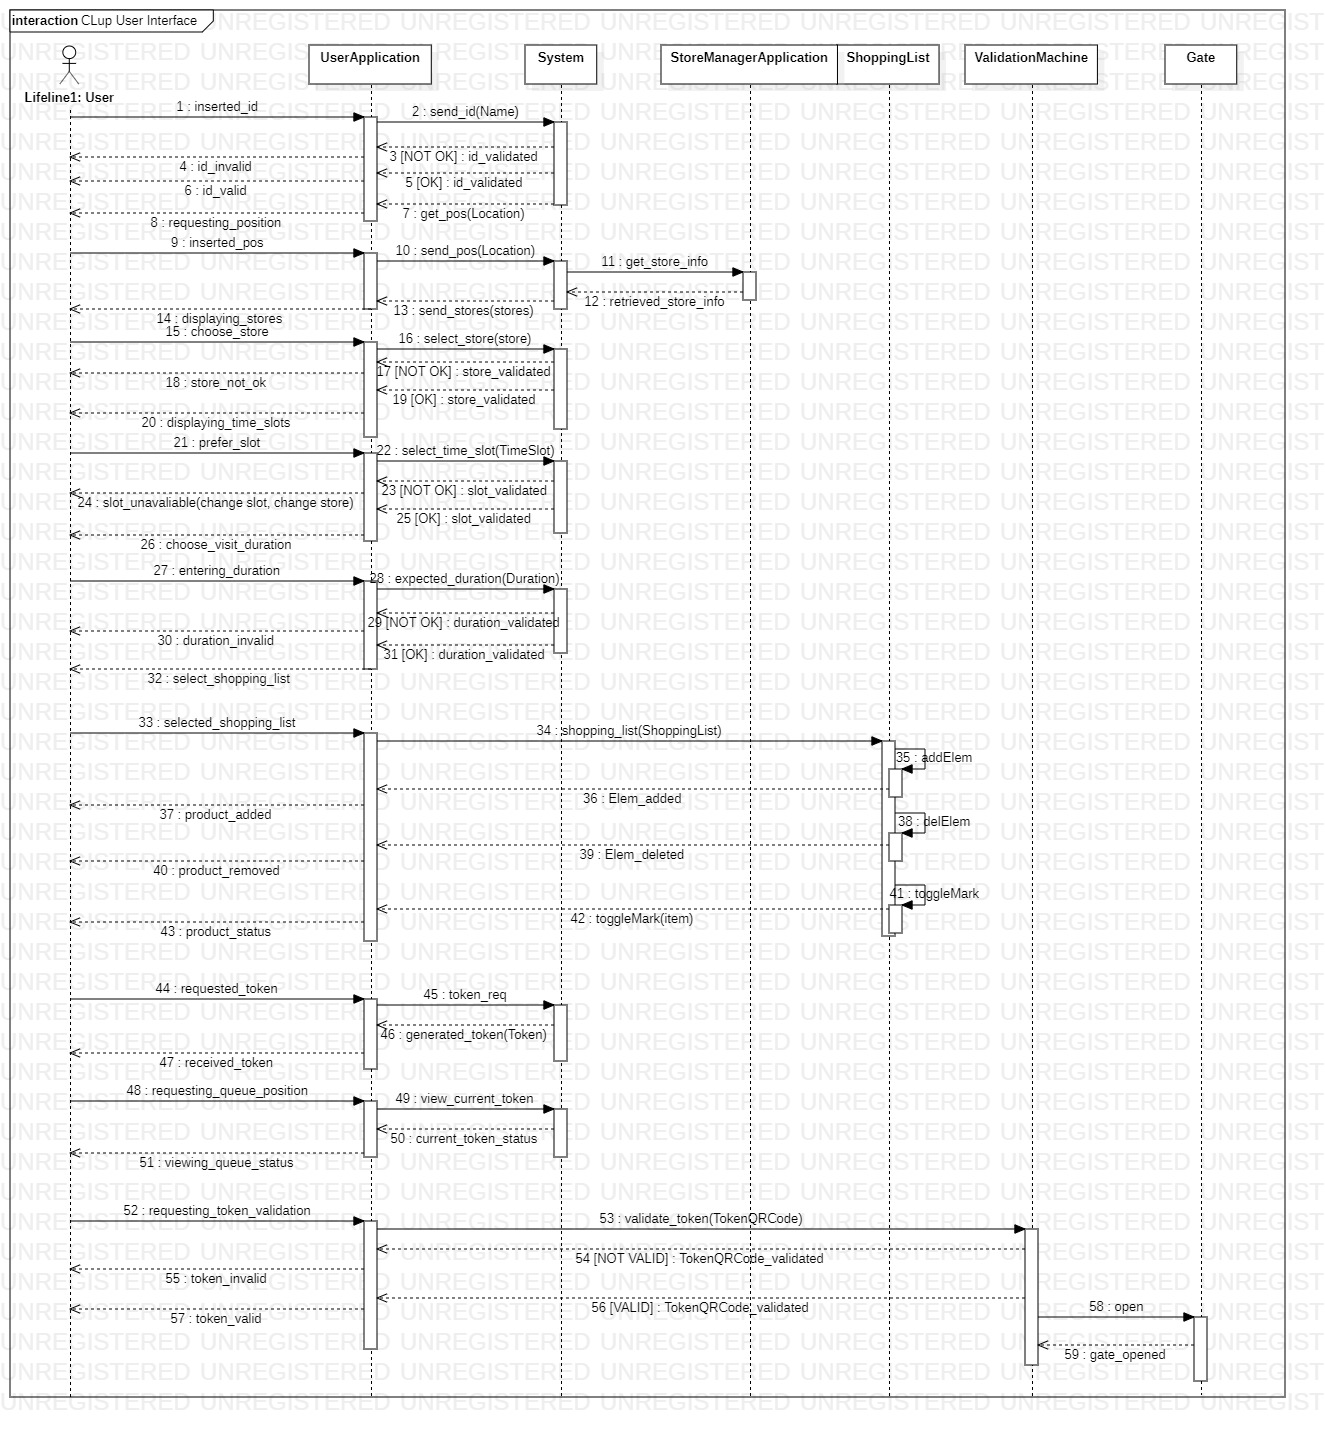 interaction CLup User Interface
UserApplication
System
StoreManagerApplication
ShoppingList
ValidationMachine
Gate
Lifeline1: User
1 : inserted_id
2 : send_id(Name)
3 [NOT OK] : id_validated
4 : id_invalid
5 [OK] : id_validated
6 : id_valid
7 : get_pos(Location)
8 : requesting_position
9 : inserted_pos
10 : send_pos(Location)
11 : get_store_info
12 : retrieved_store_info
13 : send_stores(stores)
14 : displaying_stores
15 : choose_store
16 : select_store(store)
17 [NOT OK] : store_validated
18 : store_not_ok
19 [OK] : store_validated
20 : displaying_time_slots
21 : prefer_slot
22 : select_time_slot(TimeSlot)
23 [NOT OK] : slot_validated
24 : slot_unavaliable(change slot, change store)
25 [OK] : slot_validated
26 : choose_visit_duration
27 : entering_duration
28 : expected_duration(Duration)
29 [NOT OK] : duration_validated
30 : duration_invalid
31 [OK] : duration_validated
32 : select_shopping_list
33 : selected_shopping_list
34 : shopping_list(ShoppingList)
35 : addElem
36 : Elem_added
37 : product_added
38 : delElem
39 : Elem_deleted
40 : product_removed
41 : toggleMark
42 : toggleMark(item)
43 : product_status
44 : requested_token
45 : token_req
46 : generated_token(Token)
47 : received_token
48 : requesting_queue_position
49 : view_current_token
50 : current_token_status
51 : viewing_queue_status
52 : requesting_token_validation
53 : validate_token(TokenQRCode)
54 [NOT VALID] : TokenQRCode_validated
55 : token_invalid
56 [VALID] : TokenQRCode_validated
57 : token_valid
58 : open
59 : gate_opened
UNREGISTERED